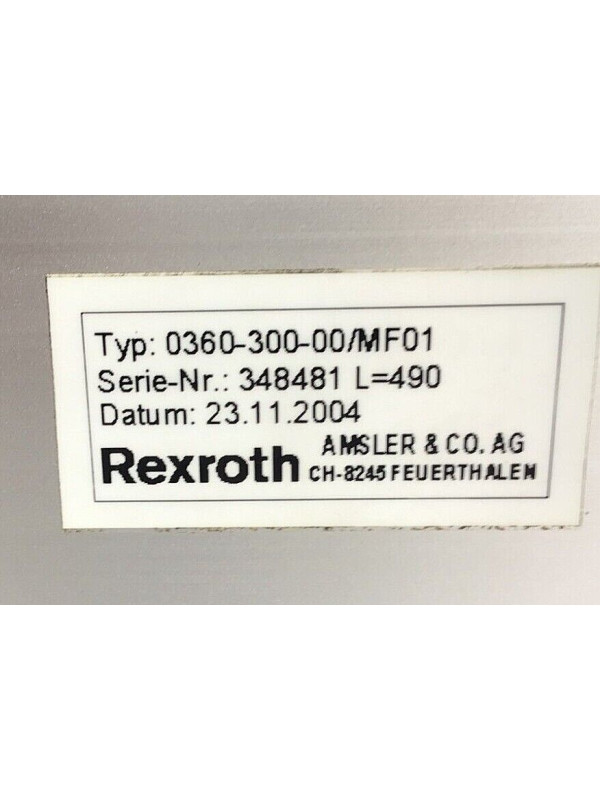 Typ: 0360-300-00/MF01
Serie-Nr.: 348481 L=490
Datum: 23.11.2004
Rexroth AMSLER & CO. AG
CH-8245 FEUERTHALEN